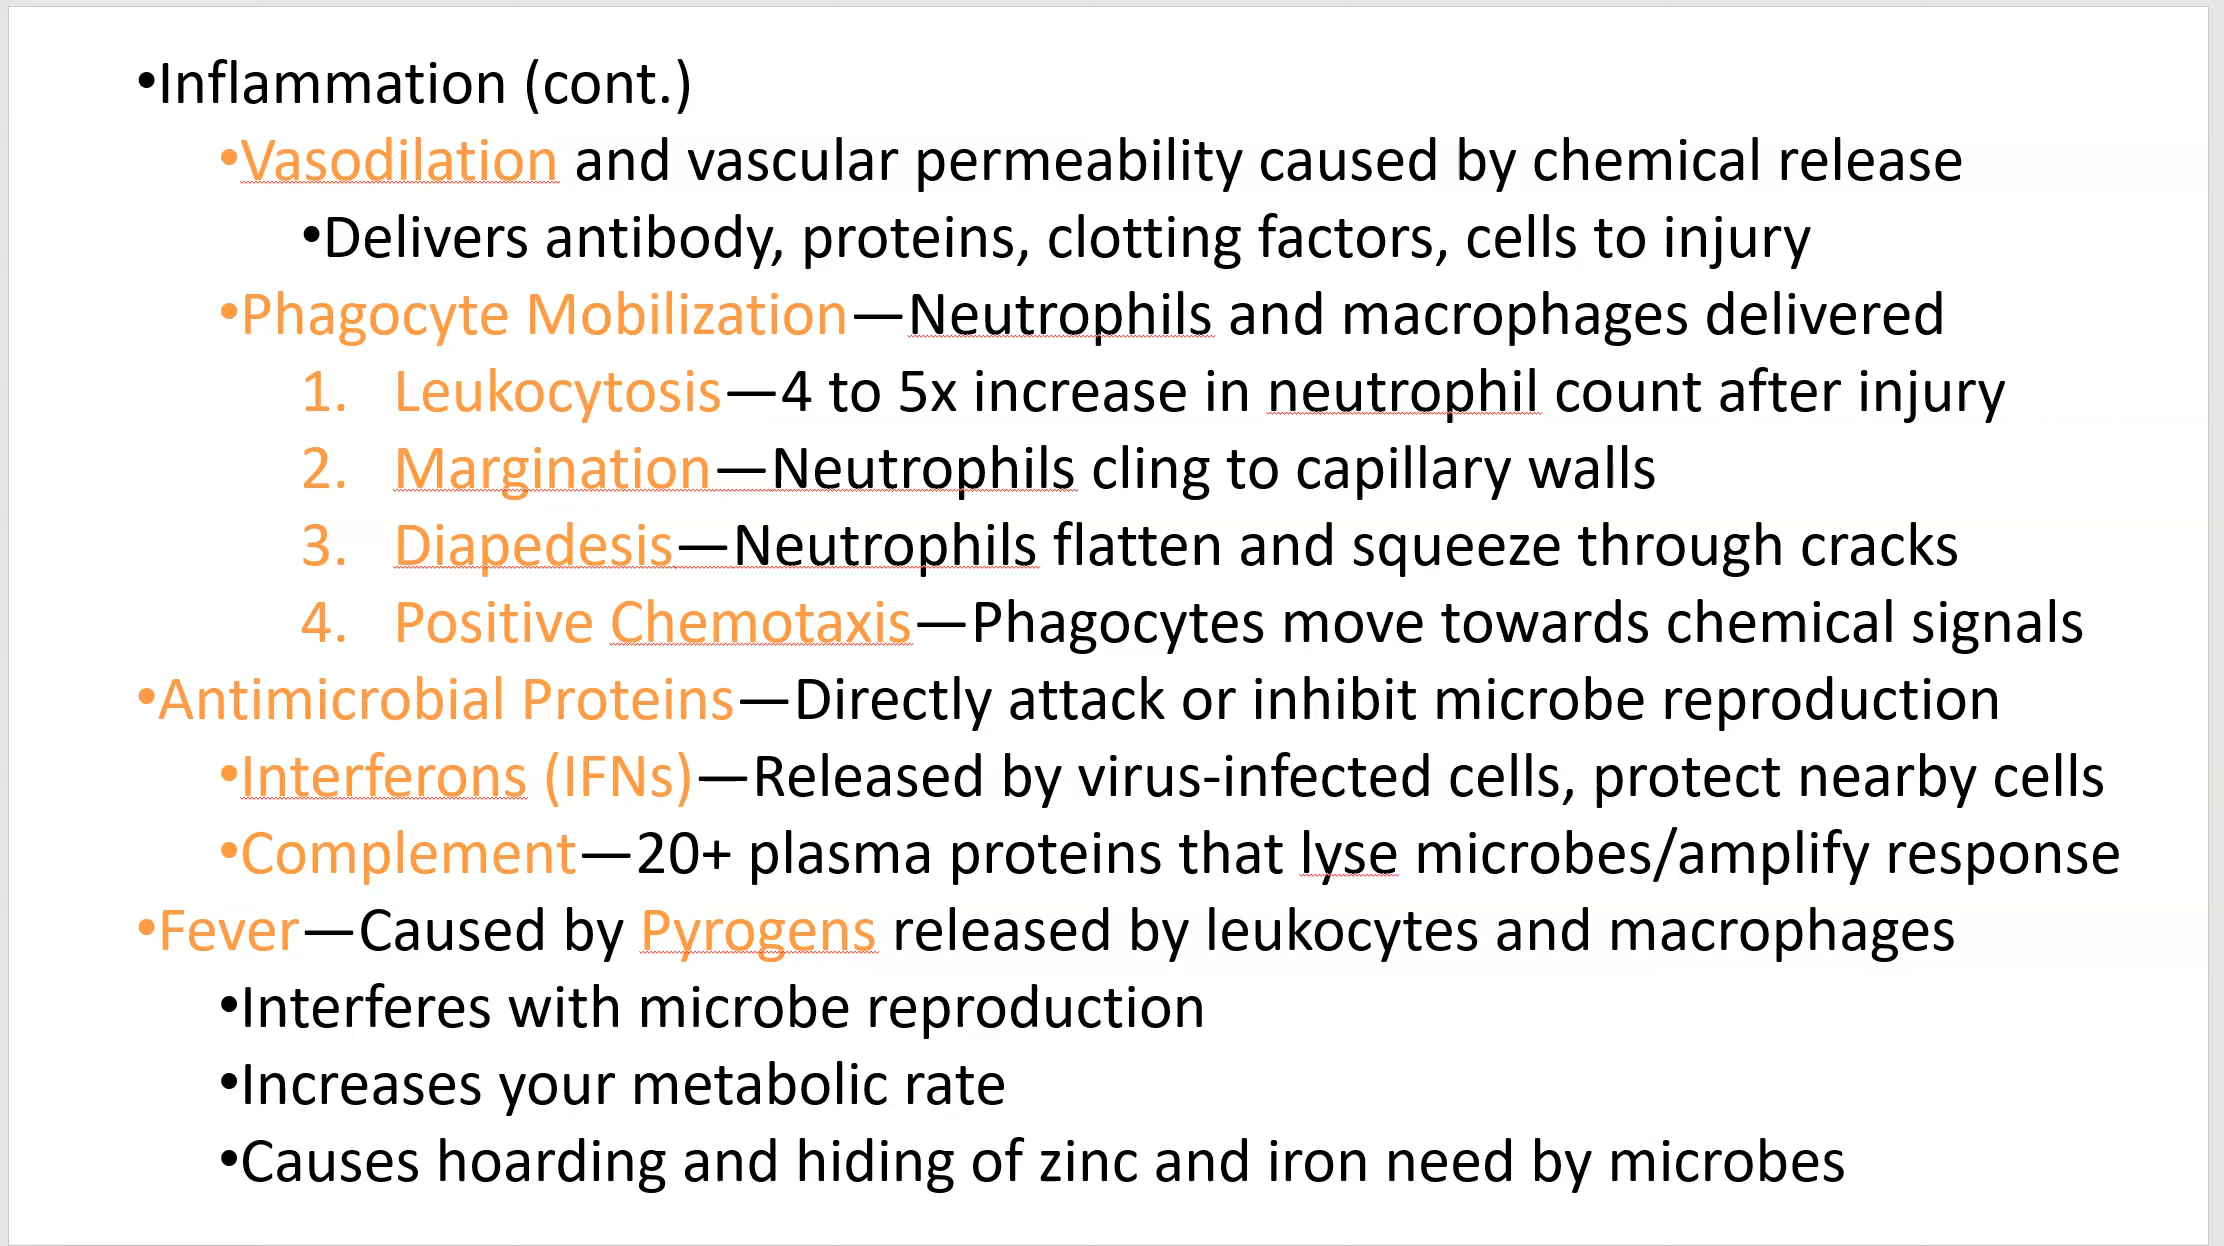 •Inflammation (cont.)
•Vasodilation and vascular permeability caused by chemical release
•Delivers antibody, proteins, clotting factors, cells to injury
•Phagocyte Mobilization—Neutrophils and macrophages delivered
1. Leukocytosis—4 to 5x increase in neutrophil count after injury
2. Margination—Neutrophils cling to capillary walls
3. Diapedesis—Neutrophils flatten and squeeze through cracks
4. Positive Chemotaxis—Phagocytes move towards chemical signals
•Antimicrobial Proteins—Directly attack or inhibit microbe reproduction
•Interferons (IFNs)—Released by virus-infected cells, protect nearby cells
•Complement—20+ plasma proteins that lyse microbes/amplify response
•Fever—Caused by Pyrogens released by leukocytes and macrophages
•Interferes with microbe reproduction
•Increases your metabolic rate
•Causes hoarding and hiding of zinc and iron need by microbes